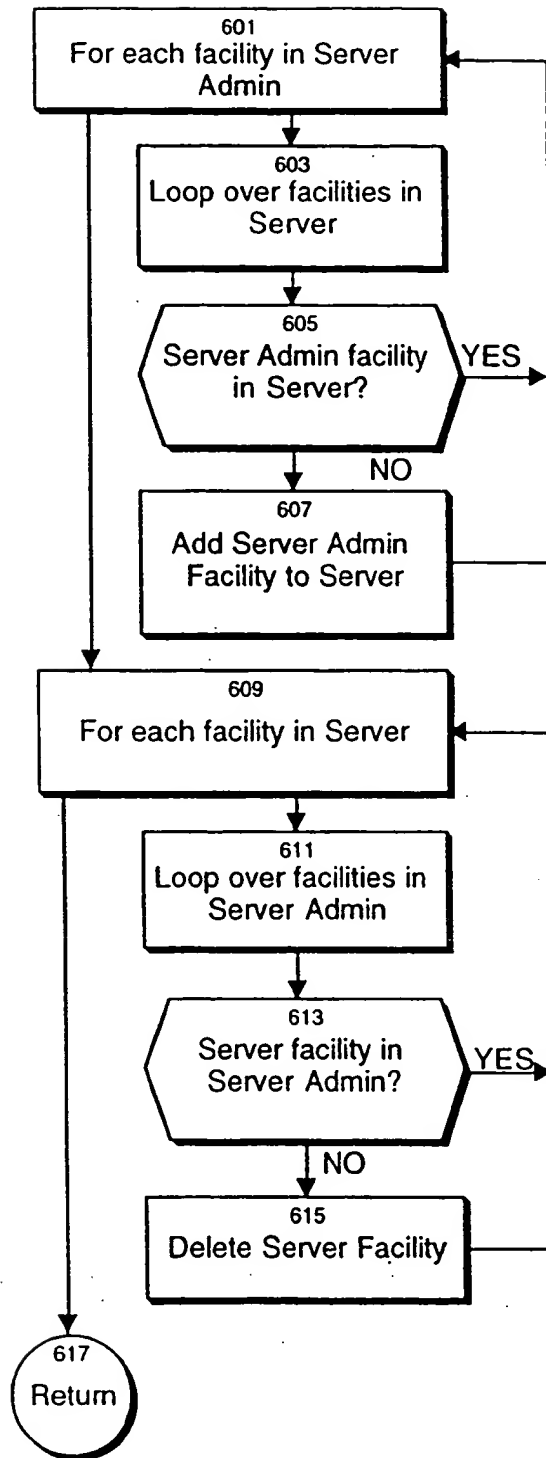 601
For each facility in Server
Admin
603
Loop over facilities in
Server
605
Server Admin facility
in Server?
YES
NO
607
Add Server Admin
Facility to Server
609
For each facility in Server
611
Loop over facilities in
Server Admin
613
Server facility in
Server Admin?
YES
NO
615
Delete Server Facility
617
Return